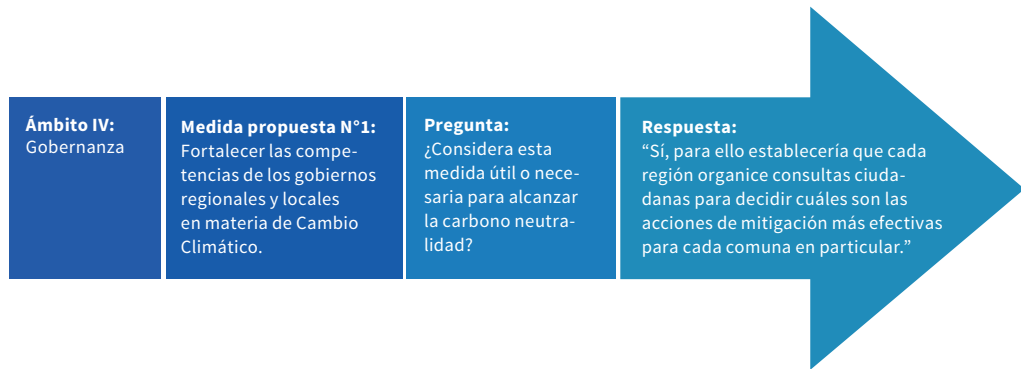 Ámbito IV:
Gobernanza
Medida propuesta N°1:
Fortalecer las compe-
tencias de los gobiernos
regionales y locales
en materia de Cambio
Climático.
Pregunta:
¿Considera esta
medida útil o nece-
saria para alcanzar
la carbono neutra-
lidad?
Respuesta:
“Sí, para ello establecería que cada
región organice consultas ciuda-
danas para decidir cuáles son las
acciones de mitigación más efectivas
para cada comuna en particular.”